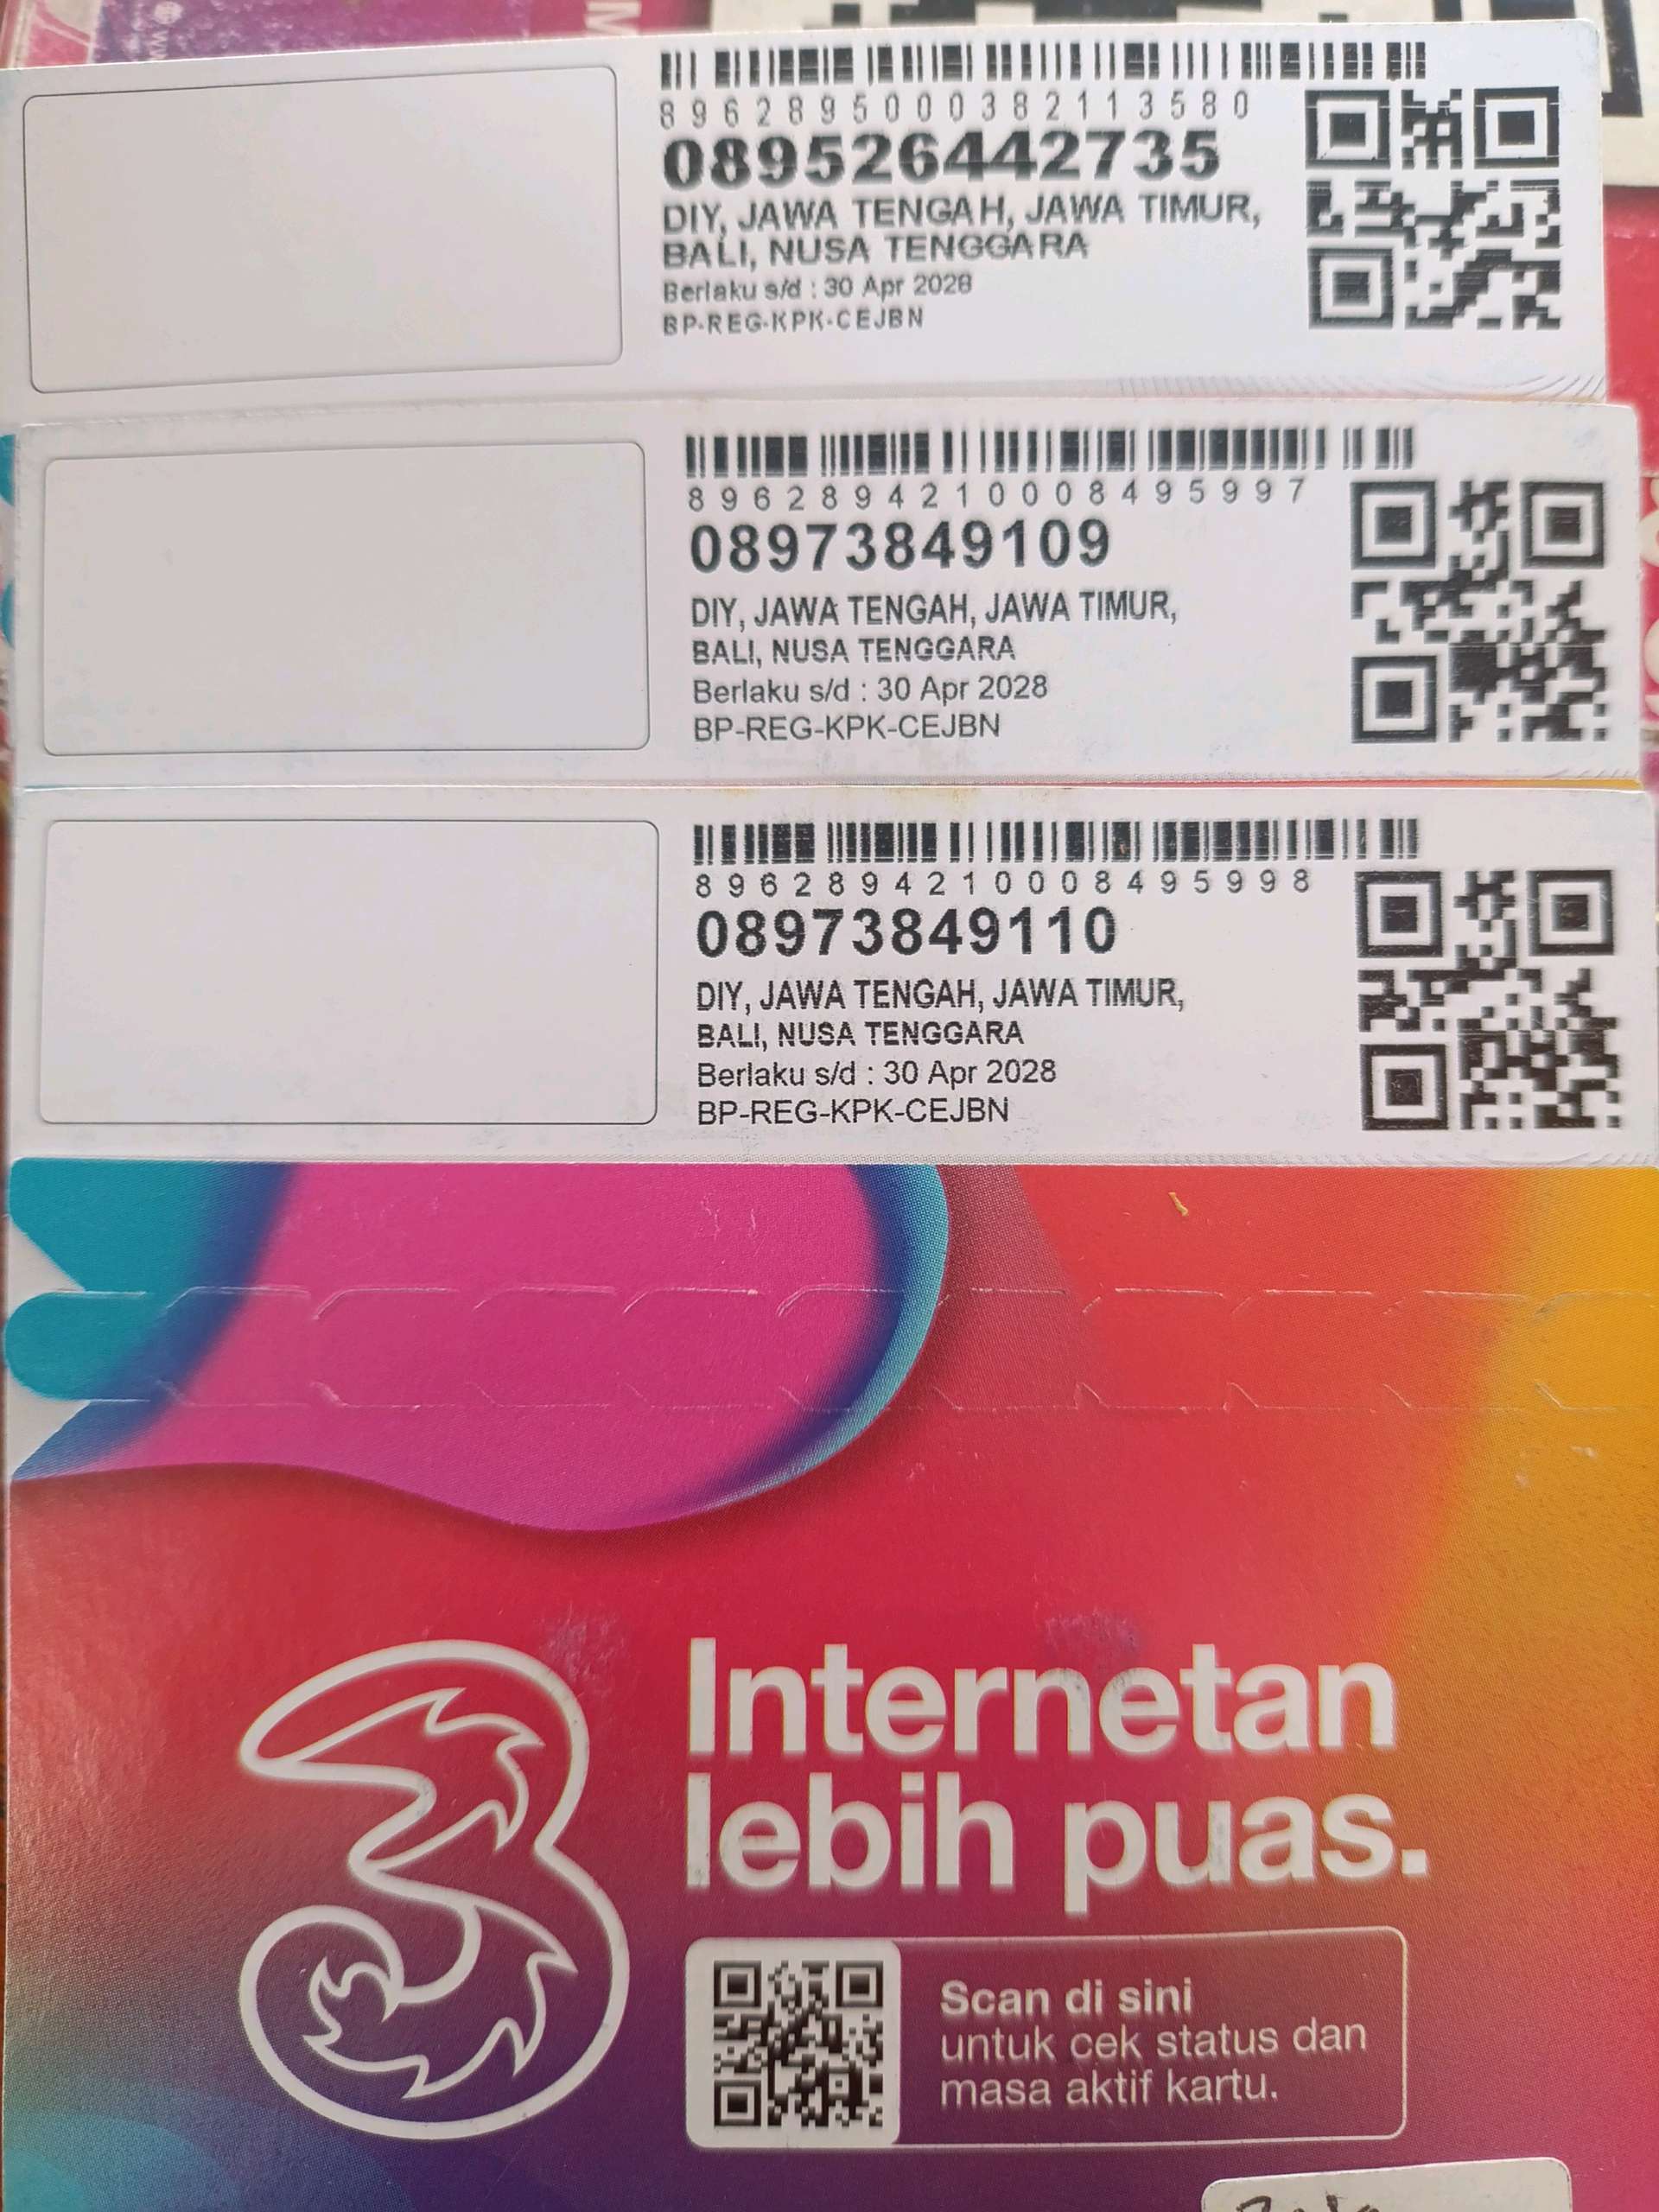 8962895000382113580
089526442735
DIY, JAWA TENGAH, JAWA TIMUR,
BALI, NUSA TENGGARA
Berlaku s/d : 30 Apr 2028
BP-REG-KPK-CEJBN
8962894210008495997
08973849109
DIY, JAWA TENGAH, JAWA TIMUR,
BALI, NUSA TENGGARA
Berlaku s/d : 30 Apr 2028
BP-REG-KPK-CEJBN
8962894210008495998
08973849110
DIY, JAWA TENGAH, JAWA TIMUR,
BALI, NUSA TENGGARA
Berlaku s/d : 30 Apr 2028
BP-REG-KPK-CEJBN
3
Internetan
lebih puas.
Scan di sini
untuk cek status dan
masa aktif kartu.